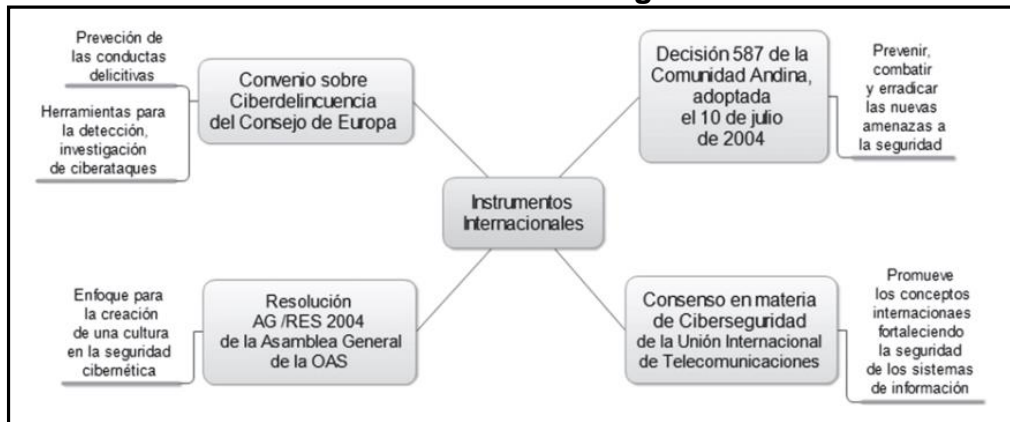 Preveción de
las conductas
delicitivas
Herramientas para
la detección,
investigación
de ciberataques
Convenio sobre
Ciberdelincuencia
del Consejo de Europa
Decisión 587 de la
Comunidad Andina,
adoptada
el 10 de julio
de 2004
Prevenir,
combatir
y erradicar
las nuevas
amenazas a
la seguridad
Instrumentos
Internacionales
Enfoque para
la creación
de una cultura
en la seguridad
cibernética
Resolución
AG /RES 2004
de la Asamblea General
de la OAS
Consenso en materia
de Ciberseguridad
de la Unión Internacional
de Telecomunicaciones
Promueve
los conceptos
internacionaes
fortaleciendo
la seguridad
de los sistemas
de información